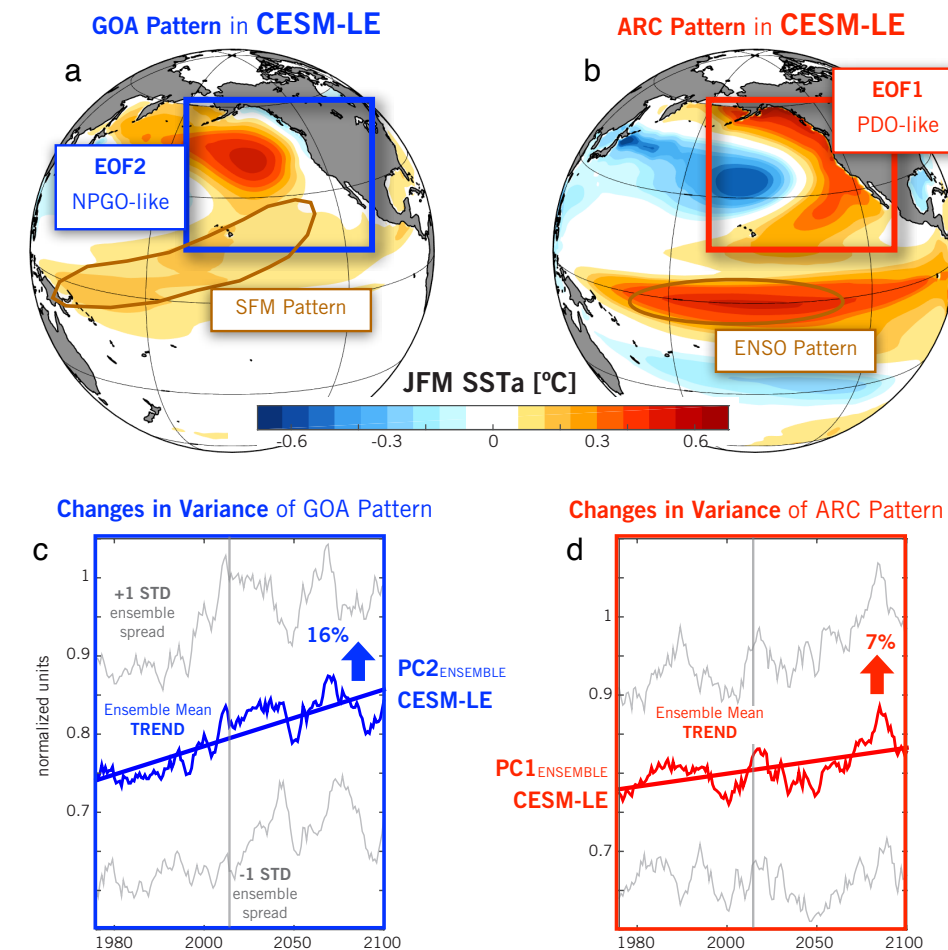 GOA Pattern in CESM-LE
ARC Pattern in CESM-LE
a
b
EOF1
PDO-like
EOF2
NPGO-like
SFM Pattern
ENSO Pattern
JFM SSTa [ºC]
-0.6 -0.3 0 0.3 0.6
Changes in Variance of GOA Pattern
Changes in Variance of ARC Pattern
c
d
+1 STD
ensemble
spread
1
0.9
0.8
0.7
normalized units
16%
PC2ENSEMBLE
CESM-LE
Ensemble Mean
TREND
-1 STD
ensemble
spread
1980 2000 2050 2100
1
0.9
0.7
7%
Ensemble Mean
TREND
PC1ENSEMBLE
CESM-LE
1980 2000 2050 2100